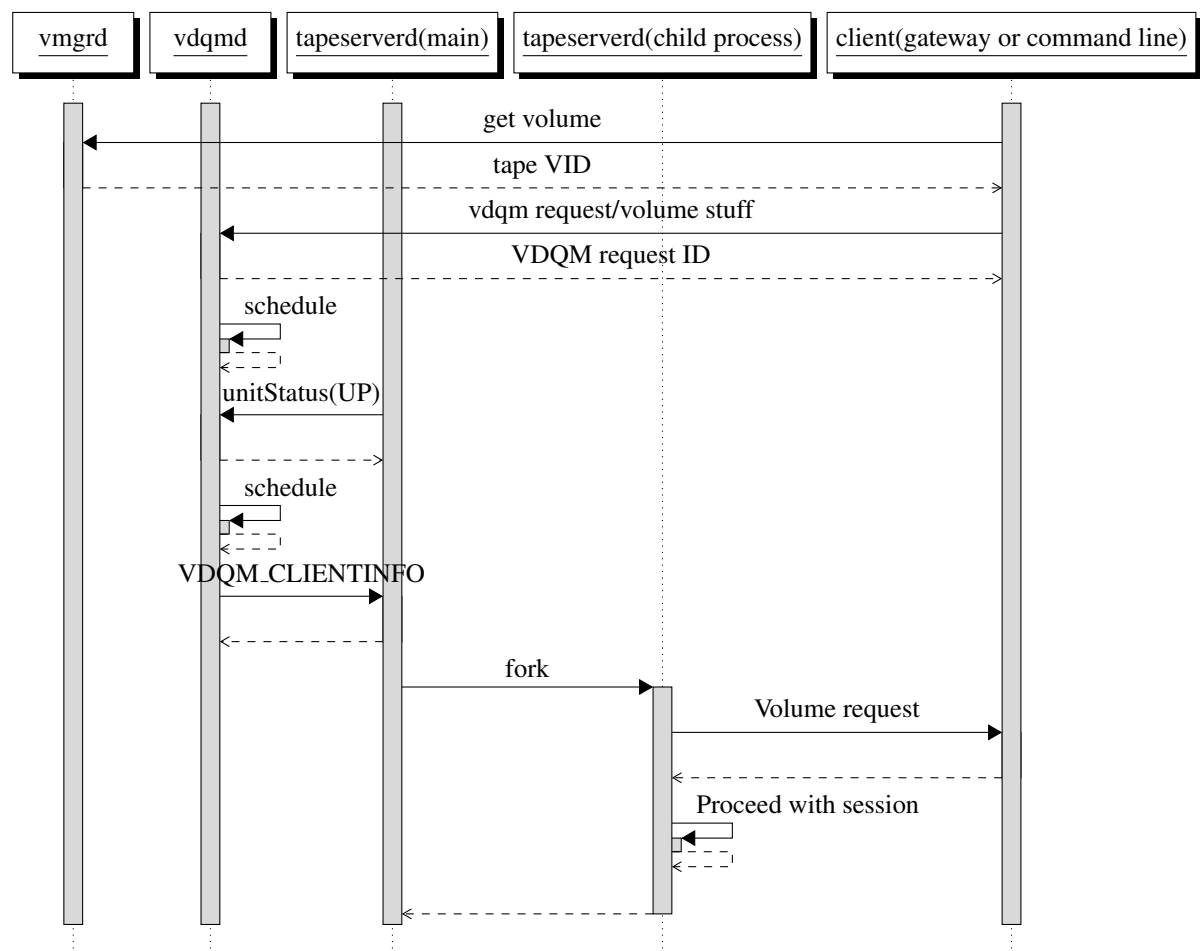 vmgrd
vdqmd
tapeserverd(main)
tapeserverd(child process)
client(gateway or command line)
get volume
tape VID
vdqm request/volume stuff
VDQM request ID
schedule
unitStatus(UP)
schedule
VDQM_CLIENTINFO
fork
Volume request
Proceed with session